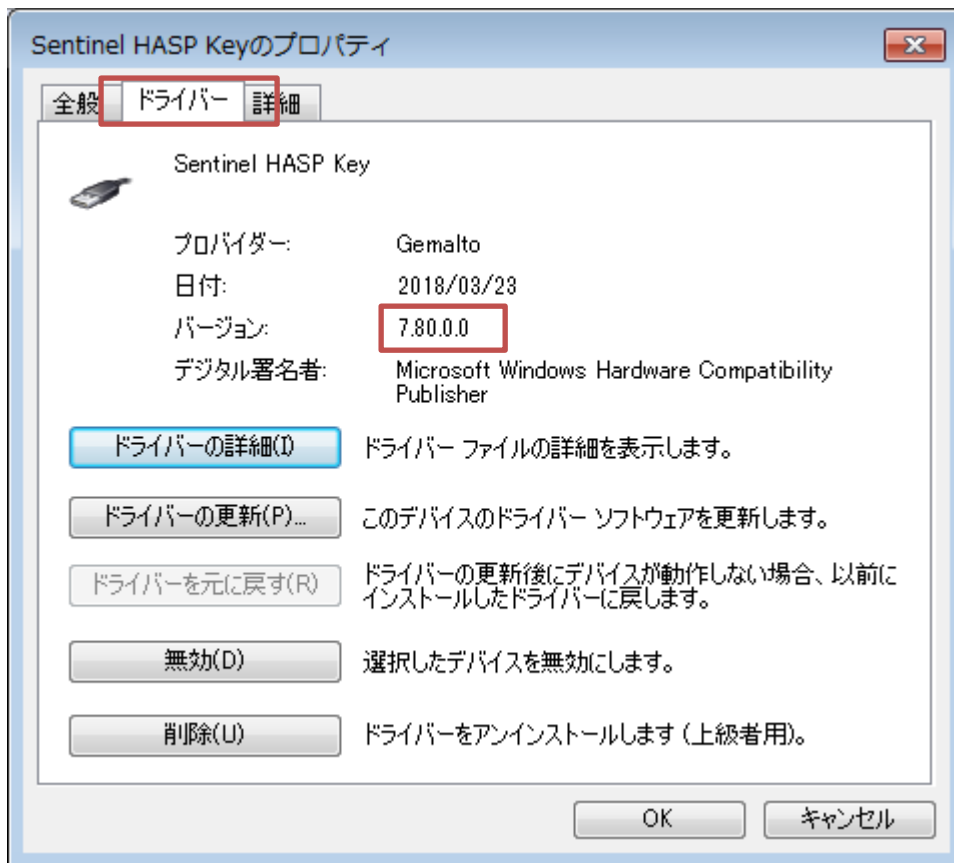 Sentinel HASP Keyのプロパティ
全般 ドライバー 詳細
Sentinel HASP Key
プロバイダー: Gemalto
日付: 2018/03/23
バージョン: 7.80.0.0
デジタル署名者: Microsoft Windows Hardware Compatibility
Publisher
ドライバーの詳細(I) ドライバー ファイルの詳細を表示します。
ドライバーの更新(P)... このデバイスのドライバー ソフトウェアを更新します。
ドライバーを元に戻す(R) ドライバーの更新後にデバイスが動作しない場合、以前に
インストールしたドライバーに戻します。
無効(D) 選択したデバイスを無効にします。
削除(U) ドライバーをアンインストールします (上級者用)。
OK キャンセル